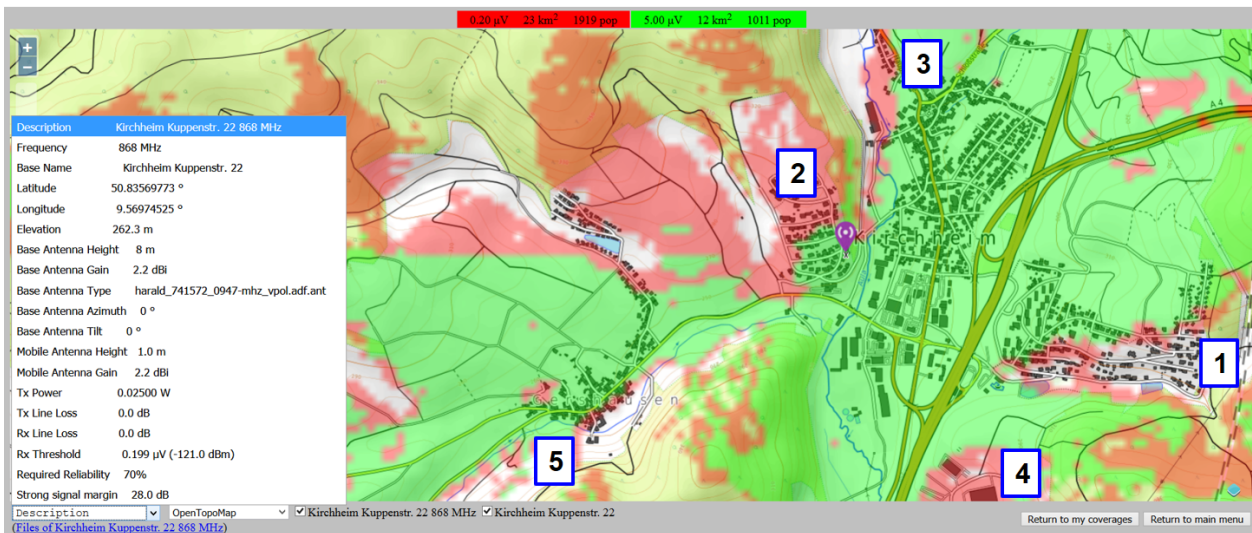 0.20 µV 23 km² 1919 pop 5.00 µV 12 km² 1011 pop
+
−
3
A 4
Description Kirchheim Kuppenstr. 22 868 MHz
Frequency 868 MHz
Base Name Kirchheim Kuppenstr. 22
2
Latitude 50.83569773 °
Longitude 9.56974525 °
Elevation 262.3 m
Kirchheim
Base Antenna Height 8 m
Base Antenna Gain 2.2 dBi
Base Antenna Type harald_741572_0947-mhz_vpol.adf.ant
Base Antenna Azimuth 0 °
Base Antenna Tilt 0 °
Mobile Antenna Height 1.0 m
1
Mobile Antenna Gain 2.2 dBi
Tx Power 0.02500 W
Tx Line Loss 0.0 dB
Rx Line Loss 0.0 dB
Rx Threshold 0.199 µV (-121.0 dBm)
5
4
Required Reliability 70%
Strong signal margin 28.0 dB
Description OpenTopoMap Kirchheim Kuppenstr. 22 868 MHz Kirchheim Kuppenstr. 22
(Files of Kirchheim Kuppenstr. 22 868 MHz) Return to my coverages Return to main menu